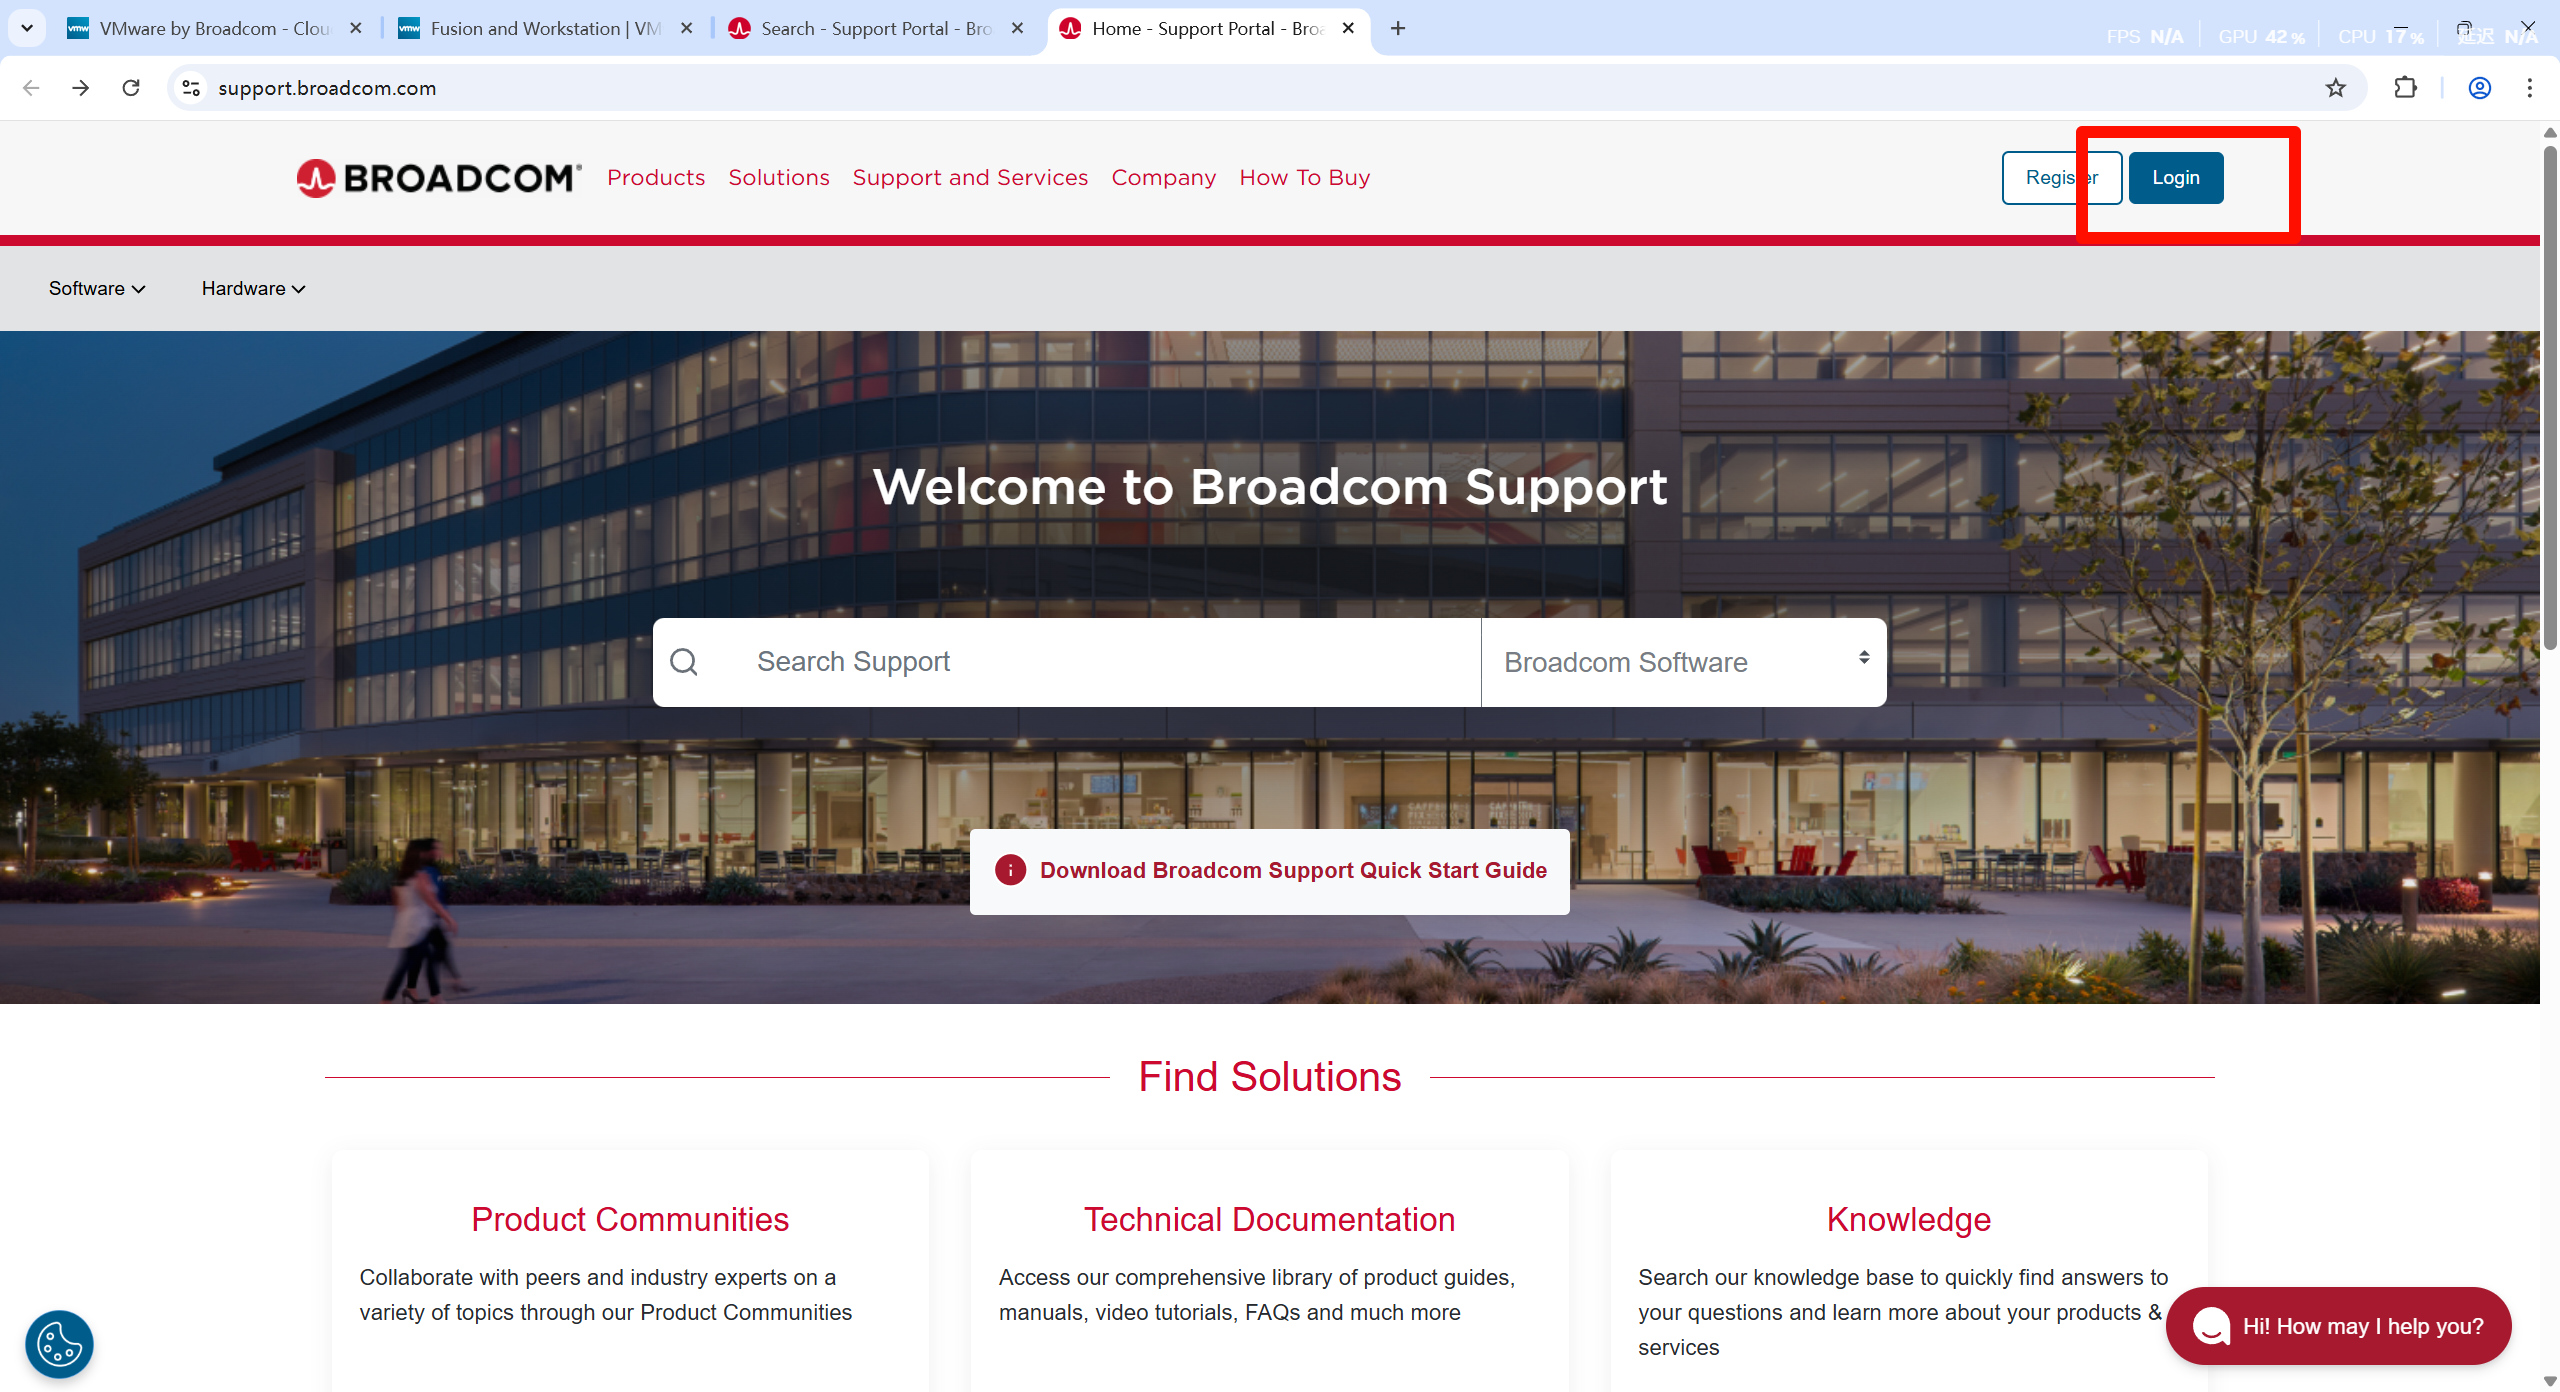 VMware by Broadcom - Clou
Fusion and Workstation | VM
Search - Support Portal - Bro
Home - Support Portal - Broa
FPS N/A GPU 42 % CPU 17 % 延迟 N/A
support.broadcom.com
BROADCOM
Products Solutions Support and Services Company How To Buy
Register Login
Software Hardware
Welcome to Broadcom Support
Search Support
Broadcom Software
Download Broadcom Support Quick Start Guide
Find Solutions
Product Communities
Collaborate with peers and industry experts on a
variety of topics through our Product Communities
Technical Documentation
Access our comprehensive library of product guides,
manuals, video tutorials, FAQs and much more
Knowledge
Search our knowledge base to quickly find answers to
your questions and learn more about your products &
services
Hi! How may I help you?